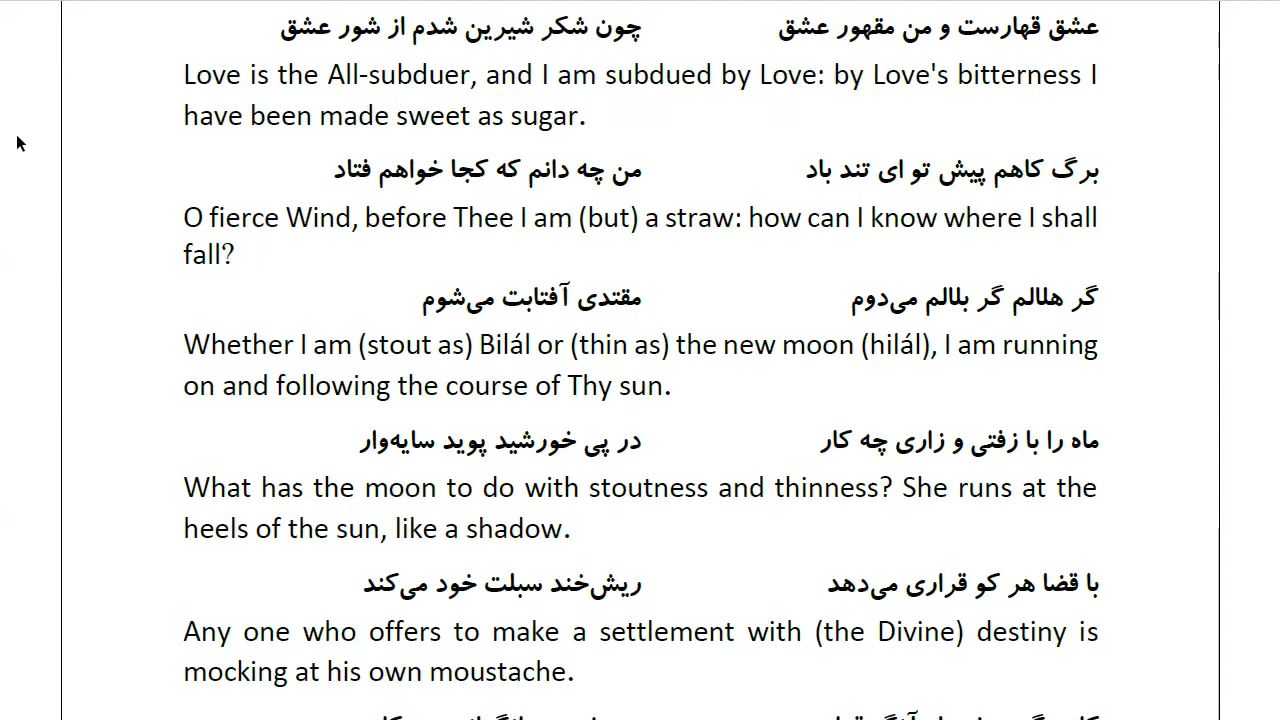 عشق قهارست و من مقهور عشق چون شکر شیرین شدم از شور عشق
Love is the All-subduer, and I am subdued by Love: by Love's bitterness I
have been made sweet as sugar.
برگ کاهم پیش تو ای تند باد من چه دانم که کجا خواهم فتاد
O fierce Wind, before Thee I am (but) a straw: how can I know where I shall
fall?
گر هلالم گر بلالم می‌دوم مقتدی آفتابت می‌شوم
Whether I am (stout as) Bilál or (thin as) the new moon (hilál), I am running
on and following the course of Thy sun.
ماه را با زفتی و زاری چه کار در پی خورشید پوید سایه‌وار
What has the moon to do with stoutness and thinness? She runs at the
heels of the sun, like a shadow.
با قضا هر کو قراری می‌دهد ریش‌خند سبلت خود می‌کند
Any one who offers to make a settlement with (the Divine) destiny is
mocking at his own moustache.